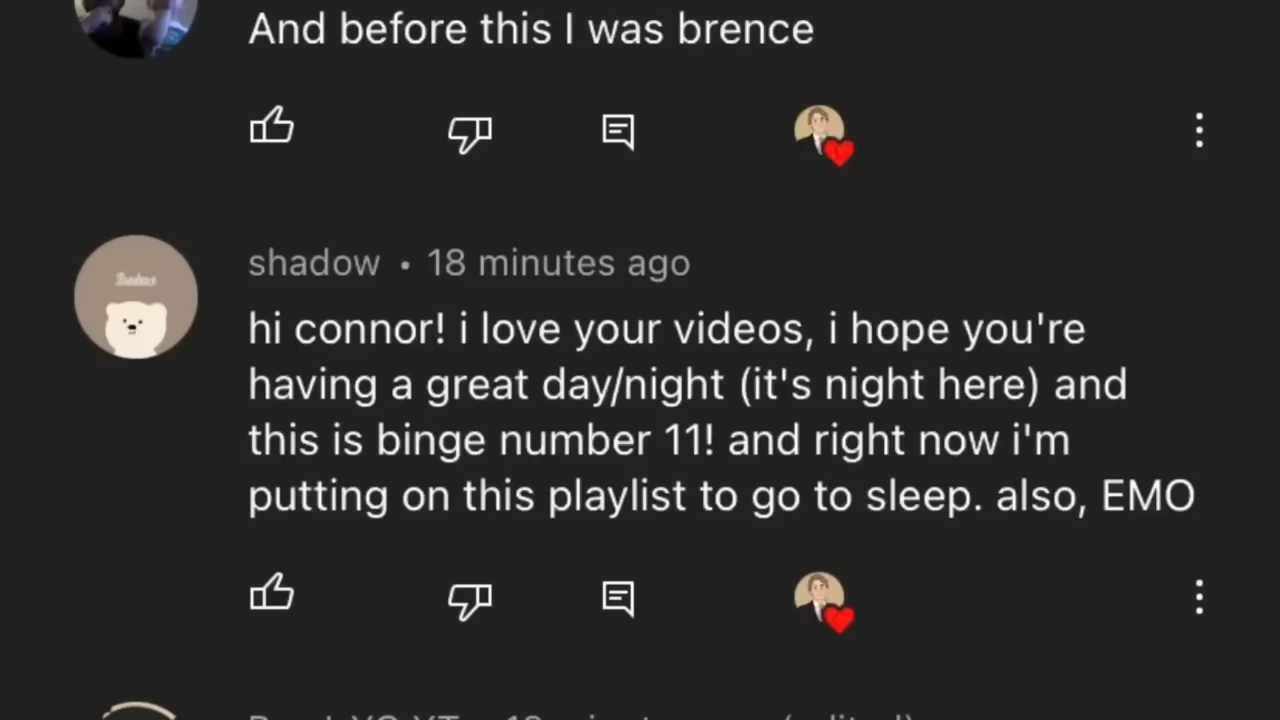 And before this I was brence
shadow • 18 minutes ago
hi connor! i love your videos, i hope you're
having a great day/night (it's night here) and
this is binge number 11! and right now i'm
putting on this playlist to go to sleep. also, EMO